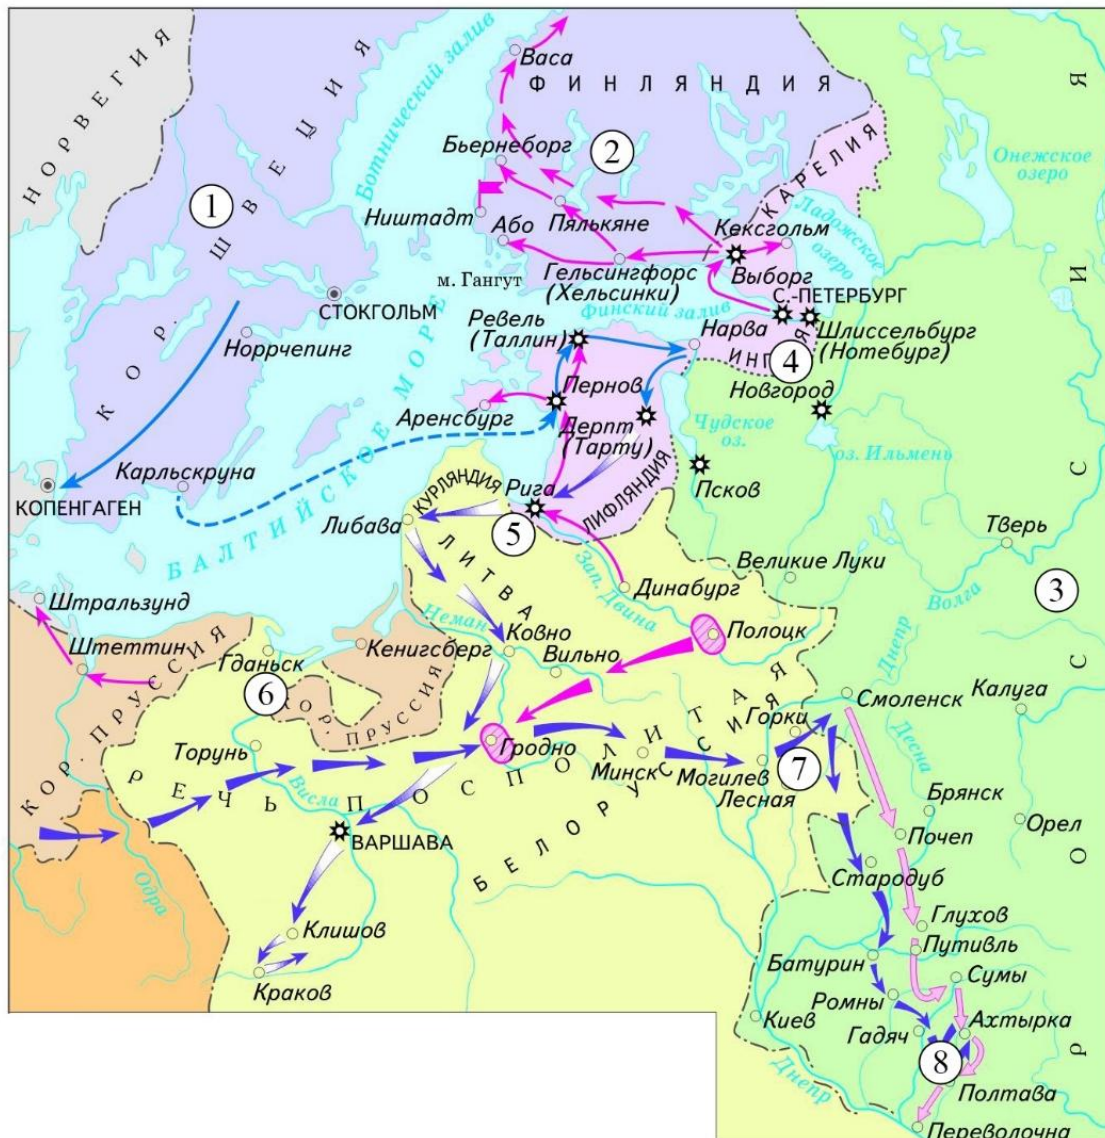 НОРВЕГИЯ
КОР. ШВЕЦИЯ
Ботнический залив
Васа
ФИНЛЯНДИЯ
Бьернеборг
2
1
КАРЕЛИЯ
Онежское
озеро
Ладожское
озеро
Ништадт
Або
Пялькяне
Кексгольм
Выборг
м. Гангут
Гельсингфорс
(Хельсинки)
С.-ПЕТЕРБУРГ
СТОКГОЛЬМ
Финский залив
Ревель
(Таллин)
Нарва
Шлиссельбург
(Нотебург)
Норрчепинг
ИНГРИЯ
4
Пернов
Новгород
Аренсбург
Дерпт
(Тарту)
Чудское
оз.
оз. Ильмень
Карльскруна
КОПЕНГАГЕН
БАЛТИЙСКОЕ МОРЕ
КУРЛЯНДИЯ
Рига
ЛИФЛЯНДИЯ
Псков
Либава
5
Тверь
ЛИТВА
Великие Луки
Зап. Двина
Динабург
Волга
3
РОССИЯ
Штральзунд
Неман
Ковно
Полоцк
Днепр
Штеттин
Гданьск
Кенигсберг
Вильно
6
КОР. ПРУССИЯ
КОР. ПРУССИЯ
Смоленск
Калуга
Горки
Десна
Торунь
Гродно
Минск
Могилев
7
Лесная
РЕЧЬ ПОСПОЛИТАЯ
Висла
БЕЛОРУССИЯ
Брянск
Орел
ВАРШАВА
Почеп
Одра
Стародуб
Клишов
Глухов
Путивль
Краков
Батурин
Сумы
Ромны
Киев
Гадяч
Ахтырка
8
Днепр
Полтава
Переволочна